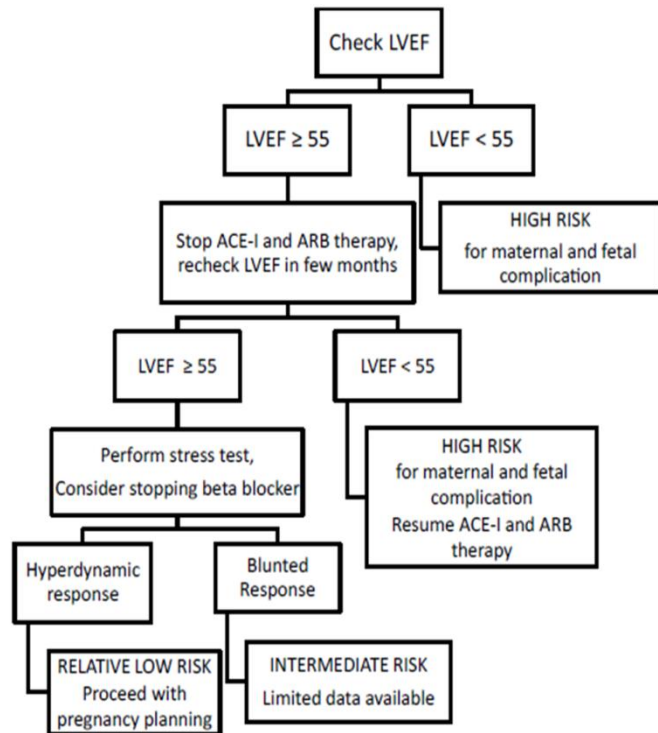 Check LVEF
LVEF ≥ 55
LVEF < 55
Stop ACE-I and ARB therapy,
recheck LVEF in few months
HIGH RISK
for maternal and fetal
complication
LVEF ≥ 55
LVEF < 55
Perform stress test,
Consider stopping beta blocker
HIGH RISK
for maternal and fetal
complication
Resume ACE-I and ARB
therapy
Hyperdynamic
response
Blunted
Response
RELATIVE LOW RISK
Proceed with
pregnancy planning
INTERMEDIATE RISK
Limited data available